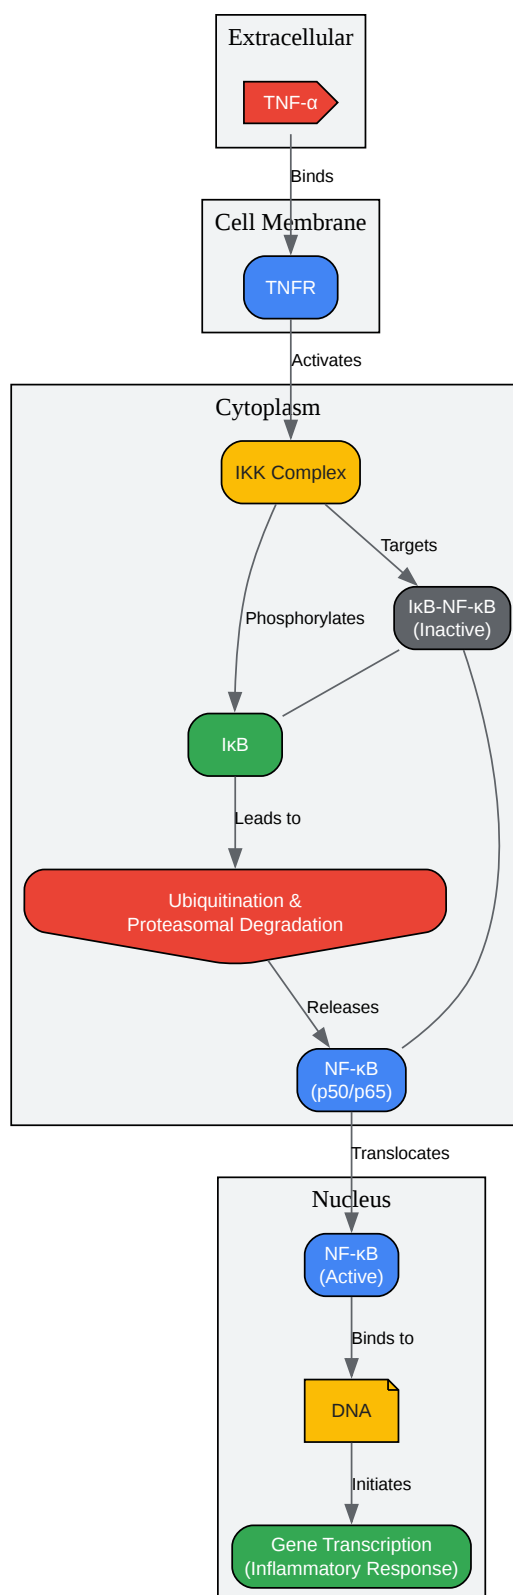 Extracellular
TNF-α
Binds
Cell Membrane
TNFR
Activates
Cytoplasm
IKK Complex
Targets
IκB-NF-κB
(Inactive)
Phosphorylates
IκB
Leads to
Ubiquitination &
Proteasomal Degradation
Releases
NF-κB
(p50/p65)
Translocates
Nucleus
NF-κB
(Active)
Binds to
DNA
Initiates
Gene Transcription
(Inflammatory Response)